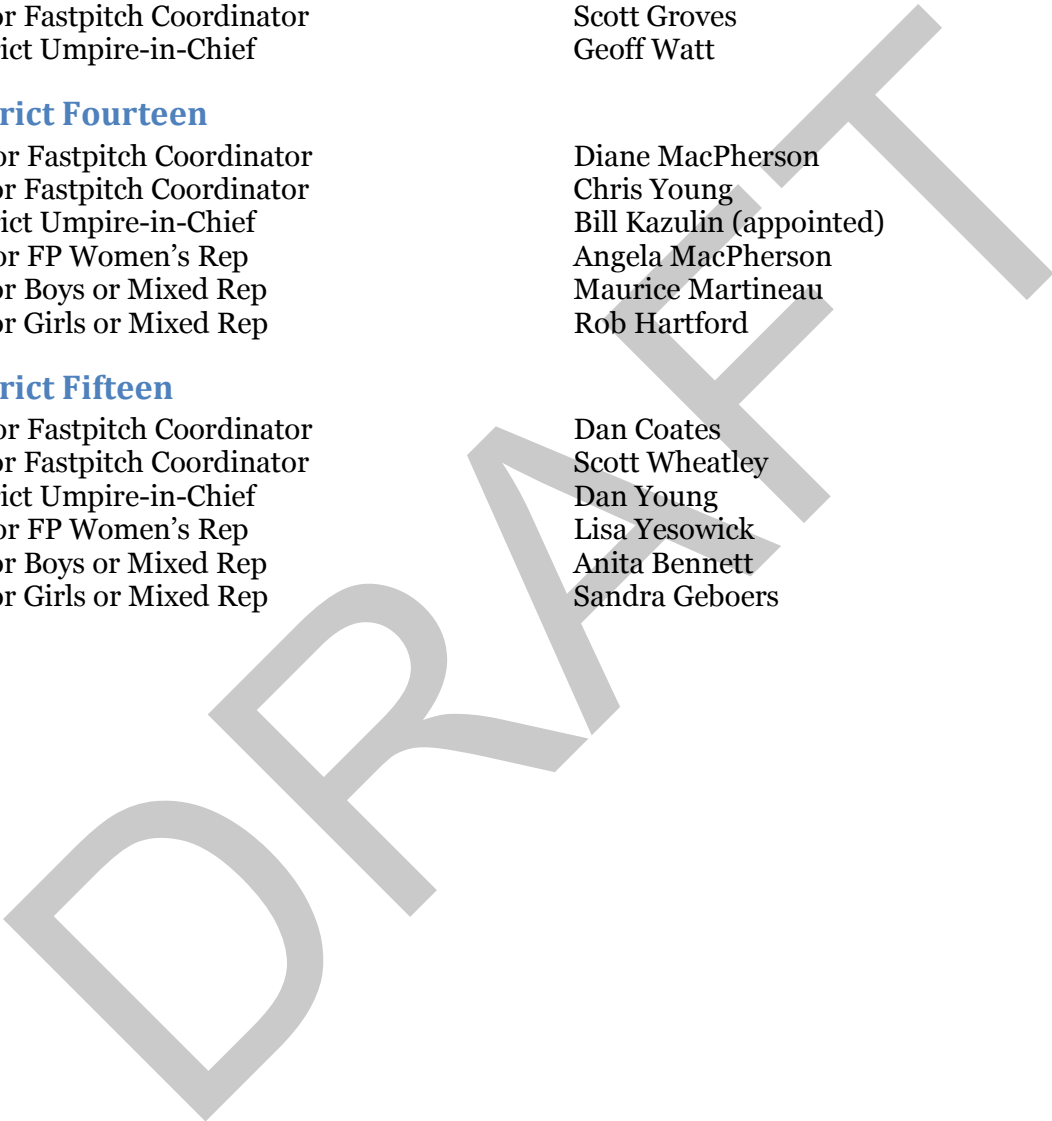 or Fastpitch Coordinator Scott Groves
rict Umpire-in-Chief Geoff Watt
rict Fourteen
or Fastpitch Coordinator Diane MacPherson
or Fastpitch Coordinator Chris Young
rict Umpire-in-Chief Bill Kazulin (appointed)
or FP Women’s Rep Angela MacPherson
or Boys or Mixed Rep Maurice Martineau
or Girls or Mixed Rep Rob Hartford
rict Fifteen
or Fastpitch Coordinator Dan Coates
or Fastpitch Coordinator Scott Wheatley
rict Umpire-in-Chief Dan Young
or FP Women’s Rep Lisa Yesowick
or Boys or Mixed Rep Anita Bennett
or Girls or Mixed Rep Sandra Geboers
DRAFT